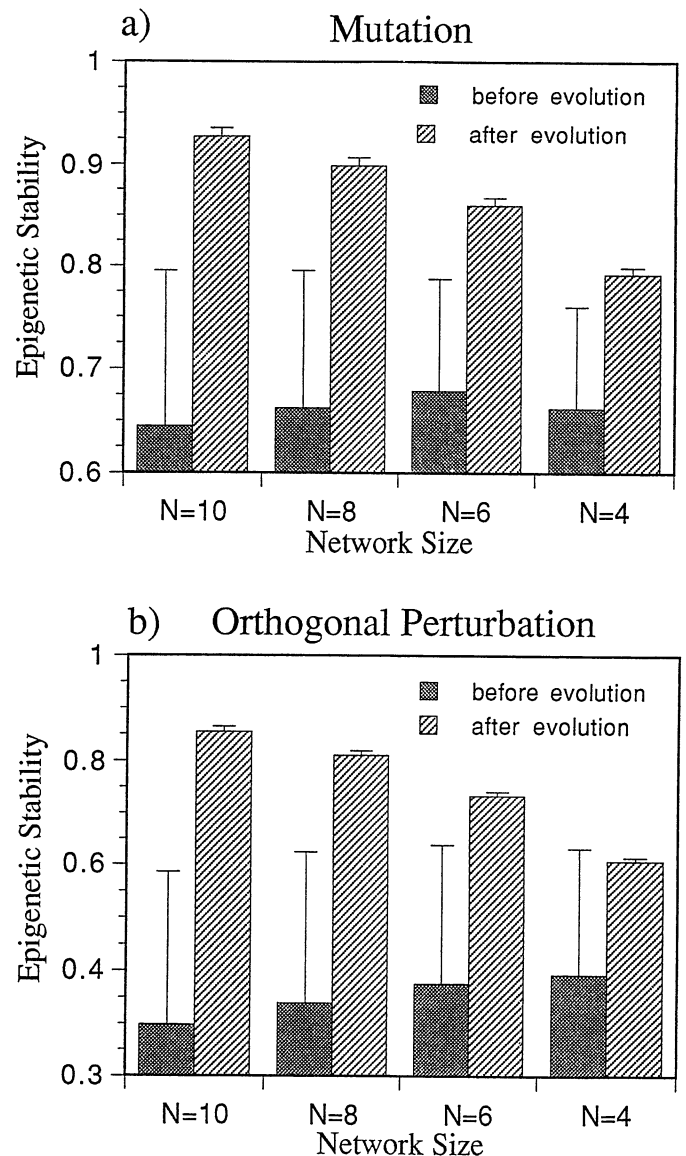 a) Mutation
1
before evolution
after evolution
0.9
0.8
0.7
0.6
Epigenetic Stability
N=10 N=8 N=6 N=4
Network Size
b) Orthogonal Perturbation
1
before evolution
after evolution
0.8
0.6
0.4
0.3
Epigenetic Stability
N=10 N=8 N=6 N=4
Network Size